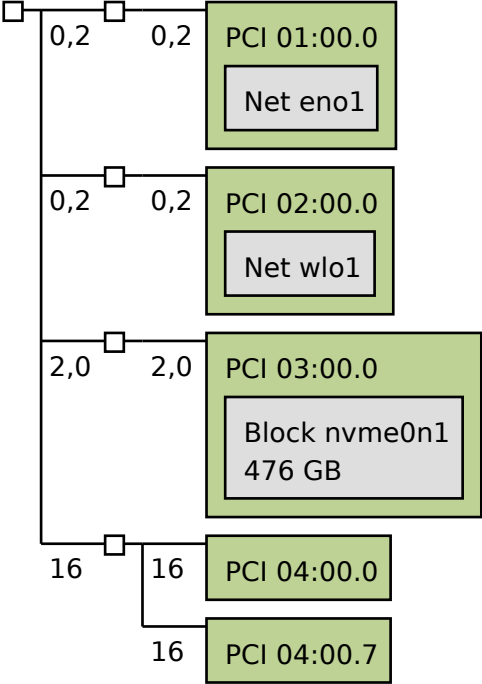 0,2 0,2 PCI 01:00.0
Net eno1
0,2 0,2 PCI 02:00.0
Net wlo1
2,0 2,0 PCI 03:00.0
Block nvme0n1
476 GB
16 16 PCI 04:00.0
16 PCI 04:00.7